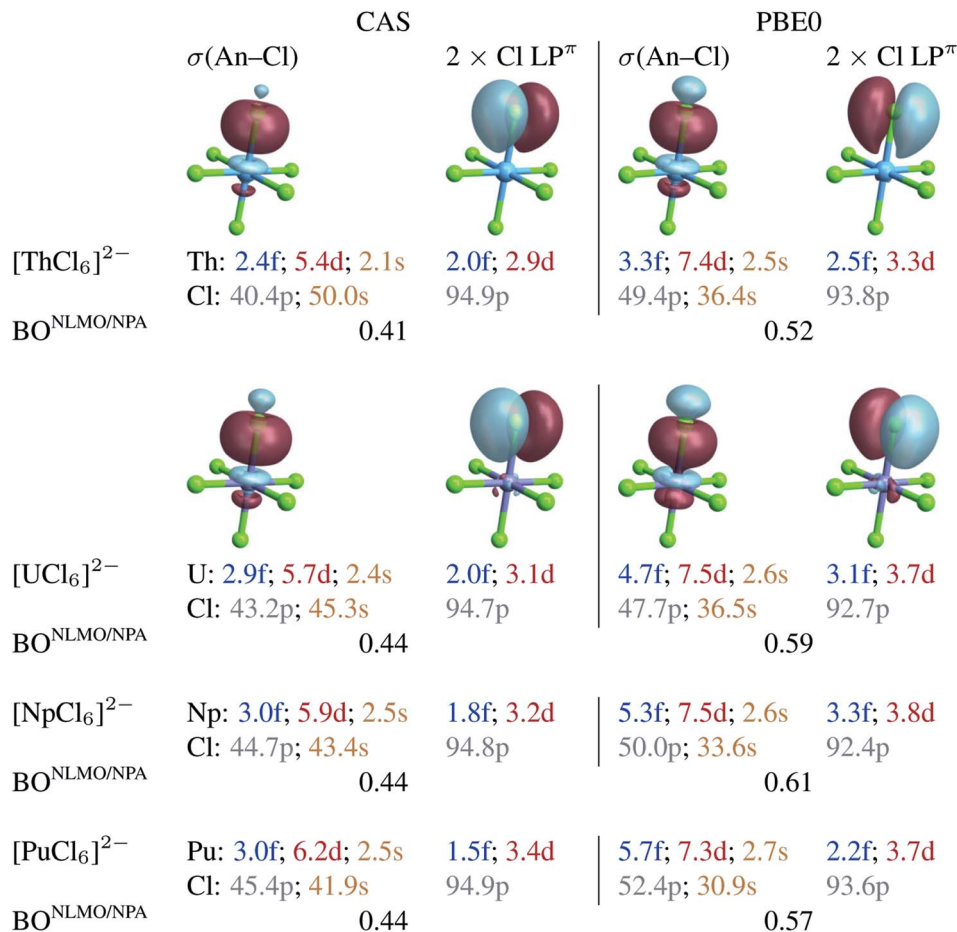 CAS PBE0
σ(An–Cl) 2 × Cl LPπ σ(An–Cl) 2 × Cl LPπ
[ThCl₆]²⁻ Th: 2.4f; 5.4d; 2.1s 2.0f; 2.9d 3.3f; 7.4d; 2.5s 2.5f; 3.3d
Cl: 40.4p; 50.0s 94.9p 49.4p; 36.4s 93.8p
BO^NLMO/NPA 0.41 0.52
[UCl₆]²⁻ U: 2.9f; 5.7d; 2.4s 2.0f; 3.1d 4.7f; 7.5d; 2.6s 3.1f; 3.7d
Cl: 43.2p; 45.3s 94.7p 47.7p; 36.5s 92.7p
BO^NLMO/NPA 0.44 0.59
[NpCl₆]²⁻ Np: 3.0f; 5.9d; 2.5s 1.8f; 3.2d 5.3f; 7.5d; 2.6s 3.3f; 3.8d
Cl: 44.7p; 43.4s 94.8p 50.0p; 33.6s 92.4p
BO^NLMO/NPA 0.44 0.61
[PuCl₆]²⁻ Pu: 3.0f; 6.2d; 2.5s 1.5f; 3.4d 5.7f; 7.3d; 2.7s 2.2f; 3.7d
Cl: 45.4p; 41.9s 94.9p 52.4p; 30.9s 93.6p
BO^NLMO/NPA 0.44 0.57